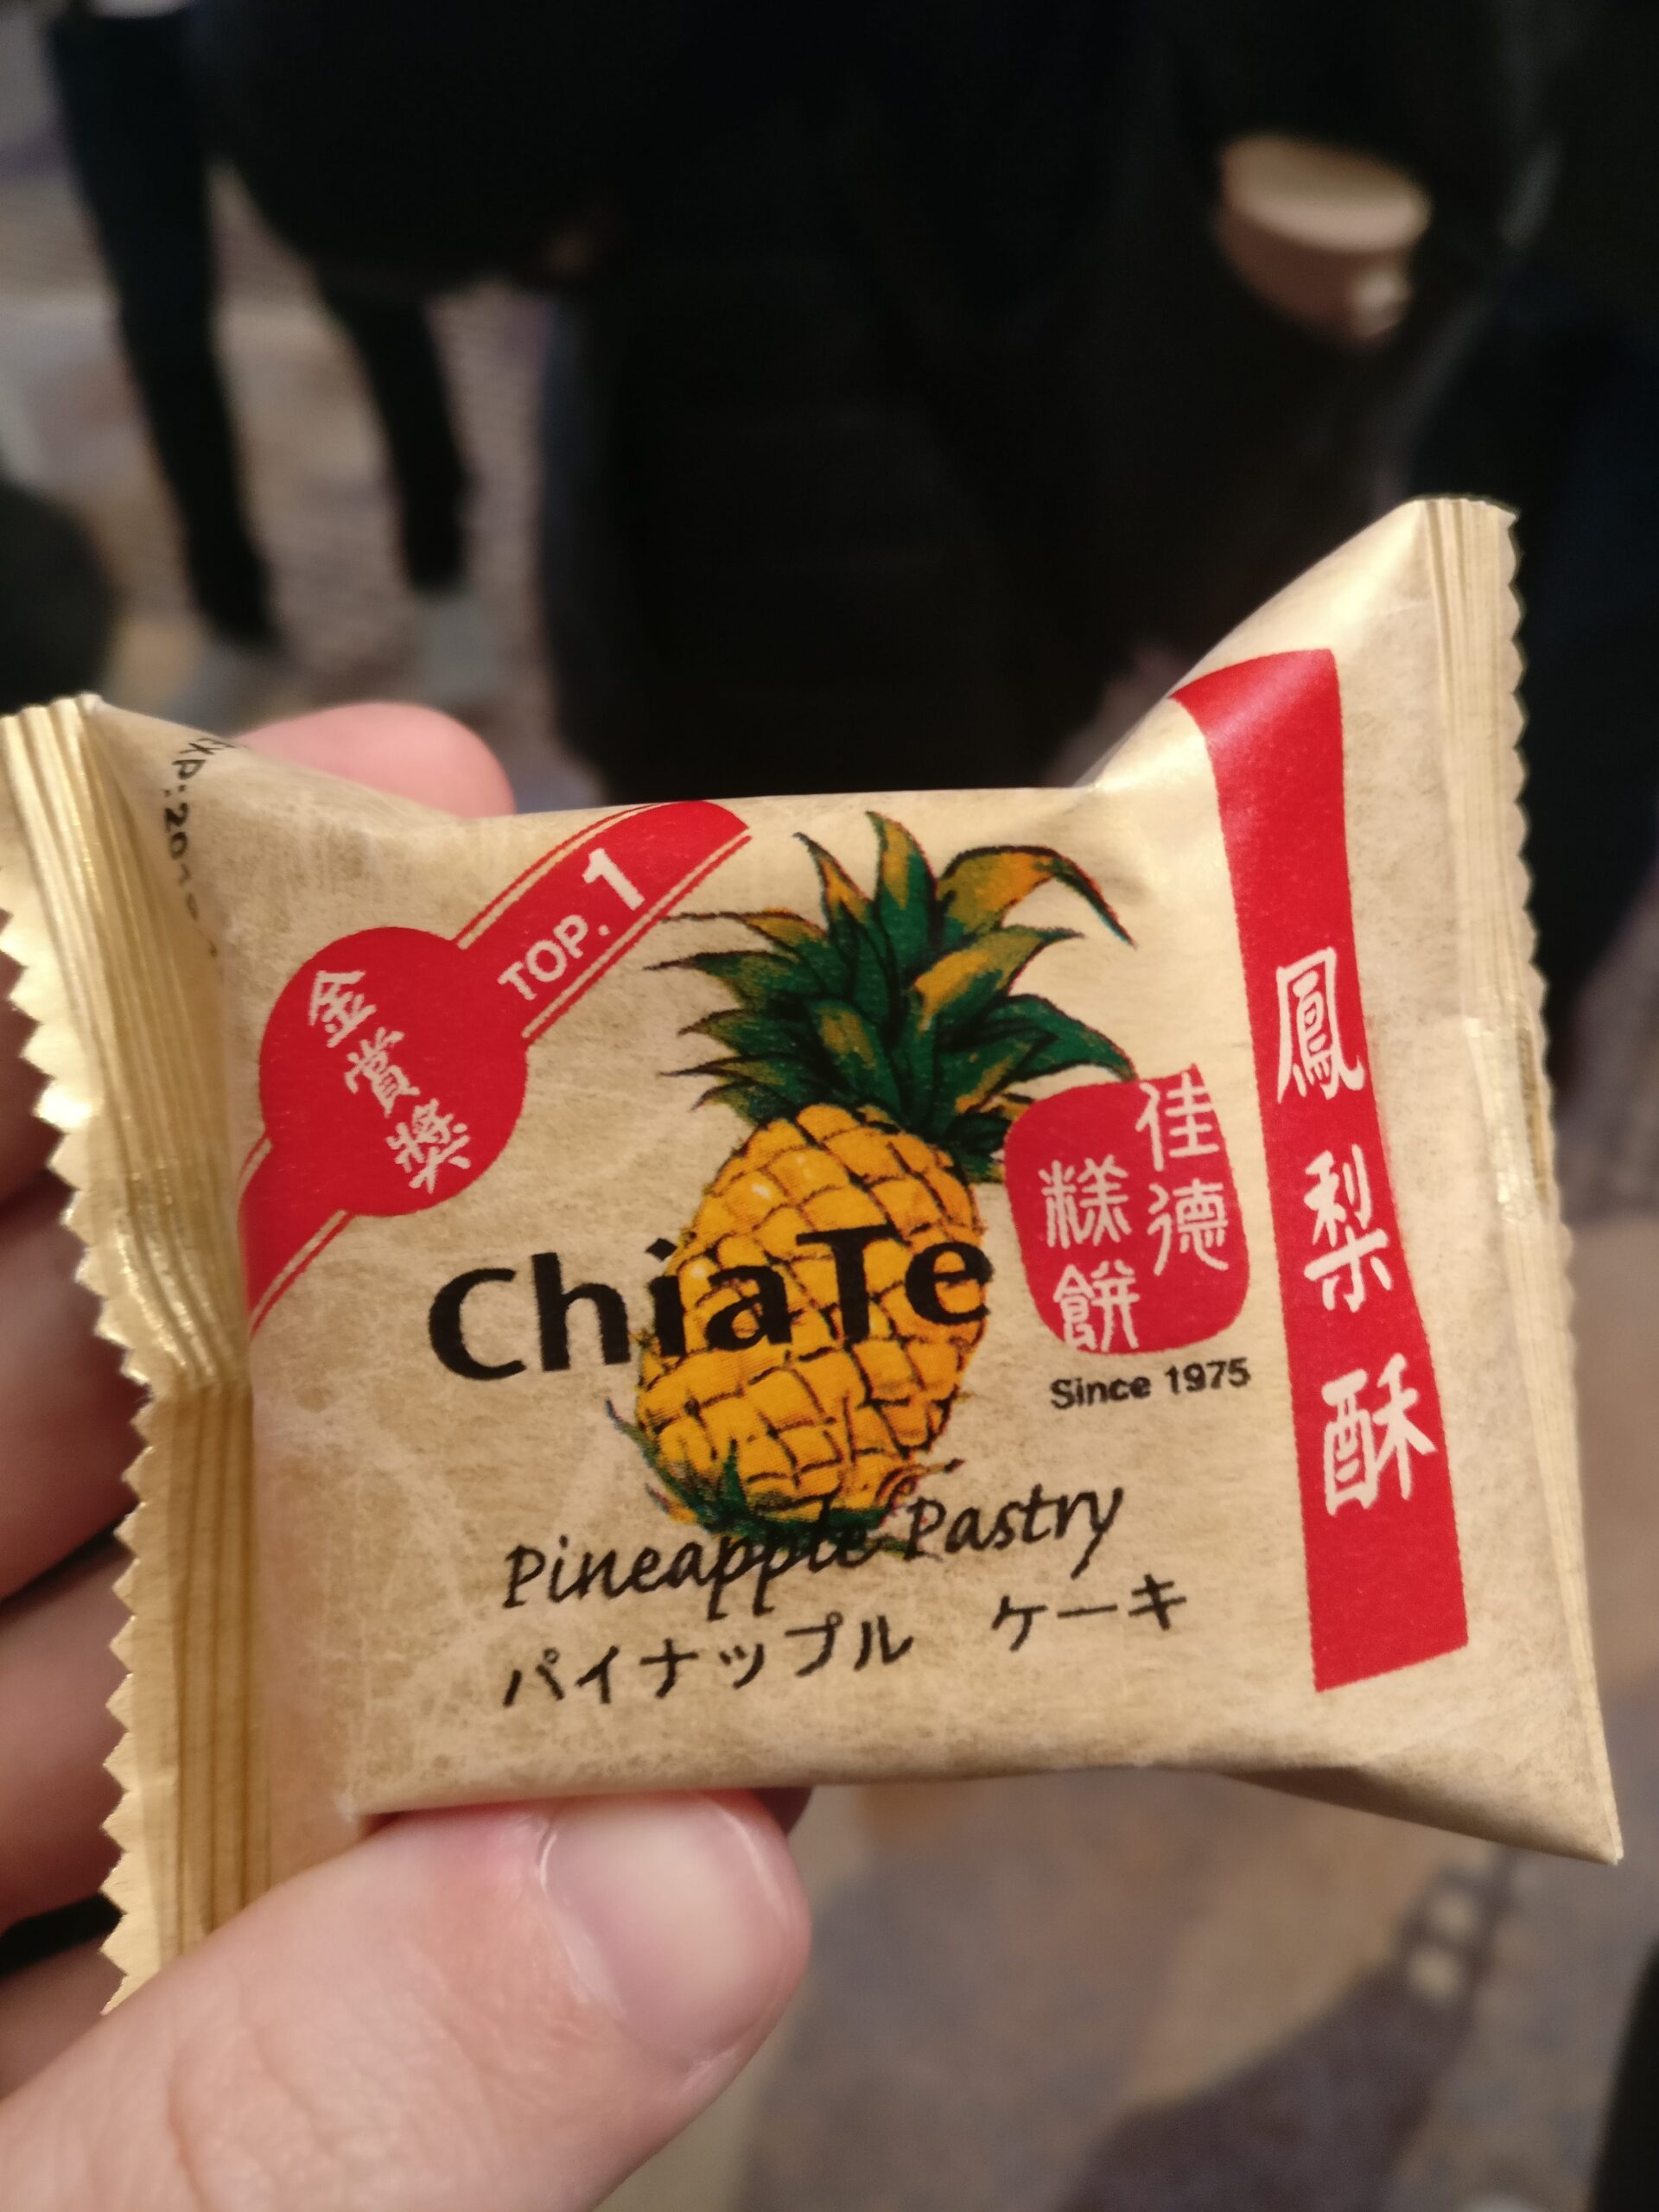 TOP. 1
金賞獎
ChiaTe
佳德
糕餅
Since 1975
Pineapple Pastry
パイナップル ケーキ
鳳梨酥